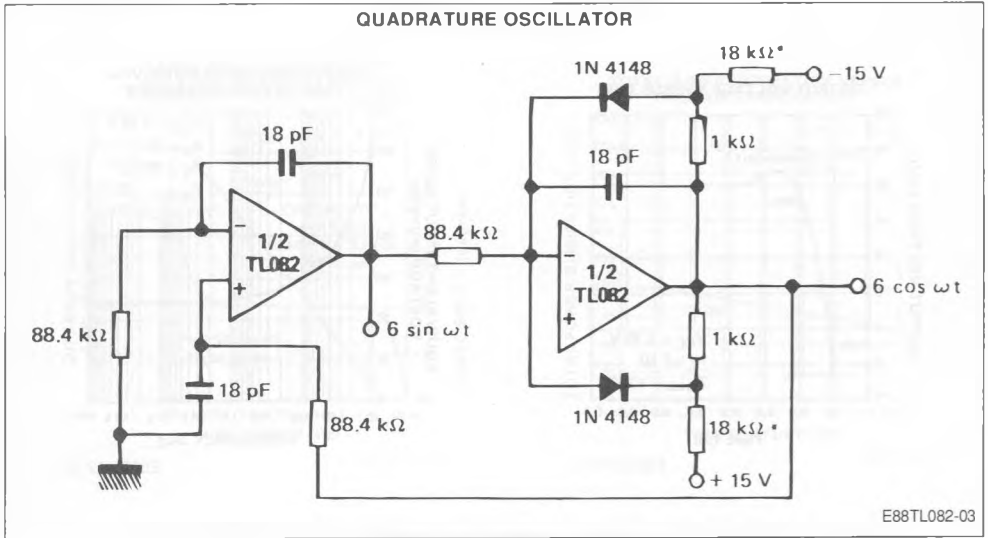 QUADRATURE OSCILLATOR
18 kΩ*
-15 V
1N 4148
1 kΩ
18 pF
18 pF
88.4 kΩ
-
1/2
TL082
+
-
1/2
TL082
+
6 cos ωt
6 sin ωt
88.4 kΩ
1 kΩ
18 pF
88.4 kΩ
1N 4148
18 kΩ*
+ 15 V
E88TL082-03